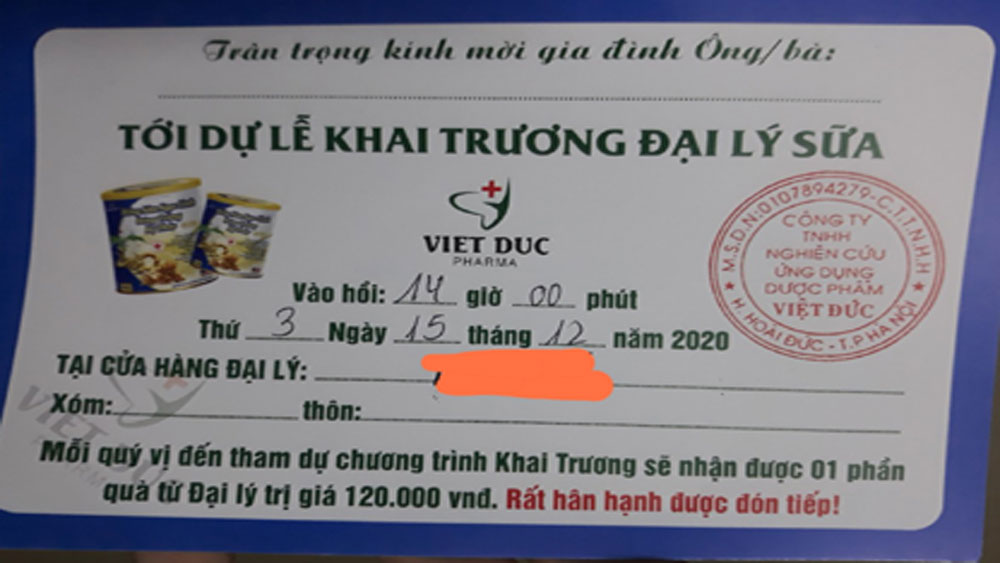 Trân trọng kính mời gia đình Ông/bà:
TỚI DỰ LỄ KHAI TRƯƠNG ĐẠI LÝ SỮA
VIET DUC
PHARMA
M.S.D.N:0107894279-C.T.T.N.H.H
CÔNG TY
TNHH
NGHIÊN CỨU
ỨNG DỤNG
DƯỢC PHẨM
VIỆT ĐỨC
H. HOÀI ĐỨC - T.P HÀ NỘI
Vào hồi: 14 giờ 00 phút
Thứ 3 Ngày 15 tháng 12 năm 2020
TẠI CỬA HÀNG ĐẠI LÝ:
Xóm: thôn:
VIET DUC
PHARMA
Mỗi quý vị đến tham dự chương trình Khai Trương sẽ nhận được 01 phần
quà từ Đại lý trị giá 120.000 vnđ. Rất hân hạnh được đón tiếp!